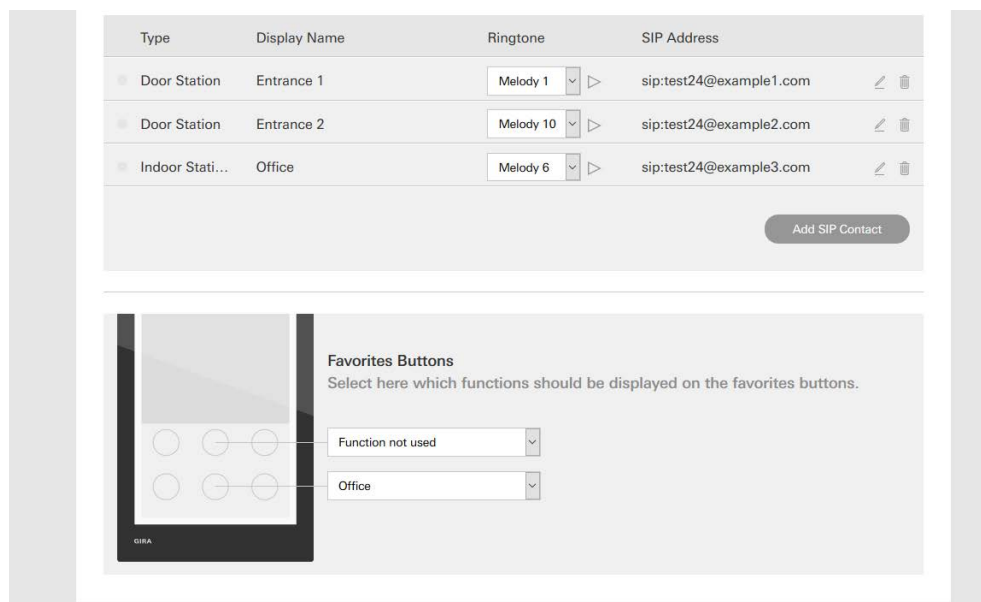 Type Display Name Ringtone SIP Address
Door Station Entrance 1 Melody 1 sip:test24@example1.com
Door Station Entrance 2 Melody 10 sip:test24@example2.com
Indoor Stati... Office Melody 6 sip:test24@example3.com
Add SIP Contact
Favorites Buttons
Select here which functions should be displayed on the favorites buttons.
Function not used
Office
GIRA